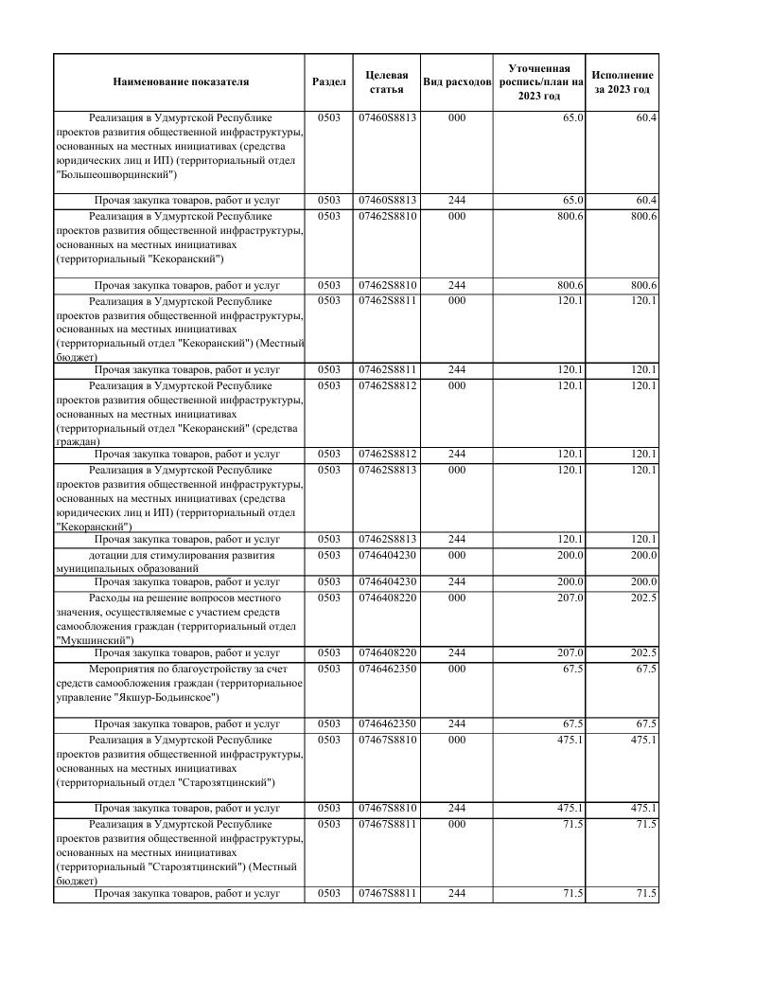 Наименование показателя Раздел Целевая статья Вид расходов Уточненная роспись/план на 2023 год Исполнение за 2023 год
Реализация в Удмуртской Республике 0503 07460S8813 000 65.0 60.4
проектов развития общественной инфраструктуры,
основанных на местных инициативах (средства
юридических лиц и ИП) (территориальный отдел
"Большеошворцинский")
Прочая закупка товаров, работ и услуг 0503 07460S8813 244 65.0 60.4
Реализация в Удмуртской Республике 0503 07462S8810 000 800.6 800.6
проектов развития общественной инфраструктуры,
основанных на местных инициативах
(территориальный "Кекоранский")
Прочая закупка товаров, работ и услуг 0503 07462S8810 244 800.6 800.6
Реализация в Удмуртской Республике 0503 07462S8811 000 120.1 120.1
проектов развития общественной инфраструктуры,
основанных на местных инициативах
(территориальный отдел "Кекоранский") (Местный
бюджет)
Прочая закупка товаров, работ и услуг 0503 07462S8811 244 120.1 120.1
Реализация в Удмуртской Республике 0503 07462S8812 000 120.1 120.1
проектов развития общественной инфраструктуры,
основанных на местных инициативах
(территориальный отдел "Кекоранский" (средства
граждан)
Прочая закупка товаров, работ и услуг 0503 07462S8812 244 120.1 120.1
Реализация в Удмуртской Республике 0503 07462S8813 000 120.1 120.1
проектов развития общественной инфраструктуры,
основанных на местных инициативах (средства
юридических лиц и ИП) (территориальный отдел
"Кекоранский")
Прочая закупка товаров, работ и услуг 0503 07462S8813 244 120.1 120.1
дотации для стимулирования развития 0503 0746404230 000 200.0 200.0
муниципальных образований
Прочая закупка товаров, работ и услуг 0503 0746404230 244 200.0 200.0
Расходы на решение вопросов местного 0503 0746408220 000 207.0 202.5
значения, осуществляемые с участием средств
самообложения граждан (территориальный отдел
"Мукшинский")
Прочая закупка товаров, работ и услуг 0503 0746408220 244 207.0 202.5
Мероприятия по благоустройству за счет 0503 0746462350 000 67.5 67.5
средств самообложения граждан (территориальное
управление "Якшур-Бодьинское")
Прочая закупка товаров, работ и услуг 0503 0746462350 244 67.5 67.5
Реализация в Удмуртской Республике 0503 07467S8810 000 475.1 475.1
проектов развития общественной инфраструктуры,
основанных на местных инициативах
(территориальный отдел "Старозятцинский")
Прочая закупка товаров, работ и услуг 0503 07467S8810 244 475.1 475.1
Реализация в Удмуртской Республике 0503 07467S8811 000 71.5 71.5
проектов развития общественной инфраструктуры,
основанных на местных инициативах
(территориальный "Старозятцинский") (Местный
бюджет)
Прочая закупка товаров, работ и услуг 0503 07467S8811 244 71.5 71.5